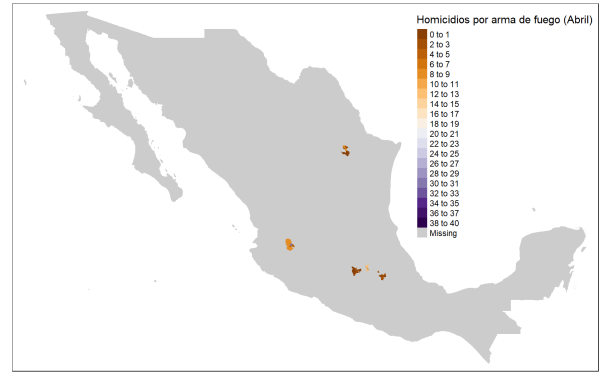 Homicidios por arma de fuego (Abril)
0 to 1
2 to 3
4 to 5
6 to 7
8 to 9
10 to 11
12 to 13
14 to 15
16 to 17
18 to 19
20 to 21
22 to 23
24 to 25
26 to 27
28 to 29
30 to 31
32 to 33
34 to 35
36 to 37
38 to 40
Missing